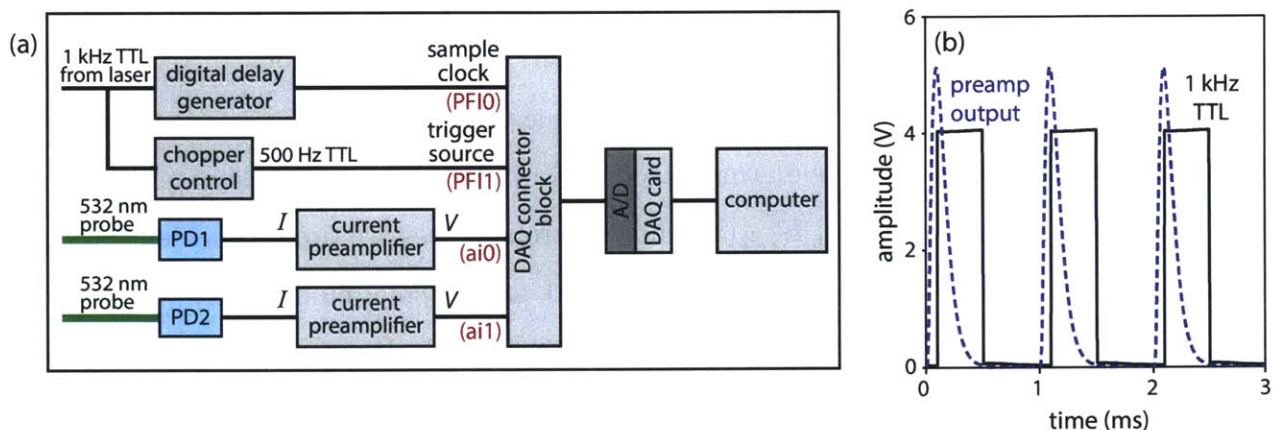 (a)
1 kHz TTL
from laser
digital delay
generator
sample
clock
(PFI0)
chopper
control
500 Hz TTL
trigger
source
(PFI1)
532 nm
probe
PD1
I
current
preamplifier
V
(ai0)
532 nm
probe
PD2
I
current
preamplifier
V
(ai1)
DAQ connector
block
A/D
DAQ card
computer
(b)
amplitude (V)
6
4
2
0
preamp
output
1 kHz
TTL
0
1
2
3
time (ms)